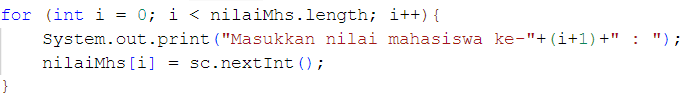 for (int i = 0; i < nilaiMhs.length; i++){
    System.out.print("Masukkan nilai mahasiswa ke-"+(i+1)+" : ");
    nilaiMhs[i] = sc.nextInt();
}